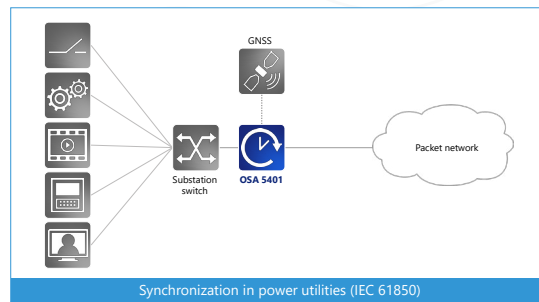 GNSS
Packet network
Substation
switch
OSA 5401
Synchronization in power utilities (IEC 61850)